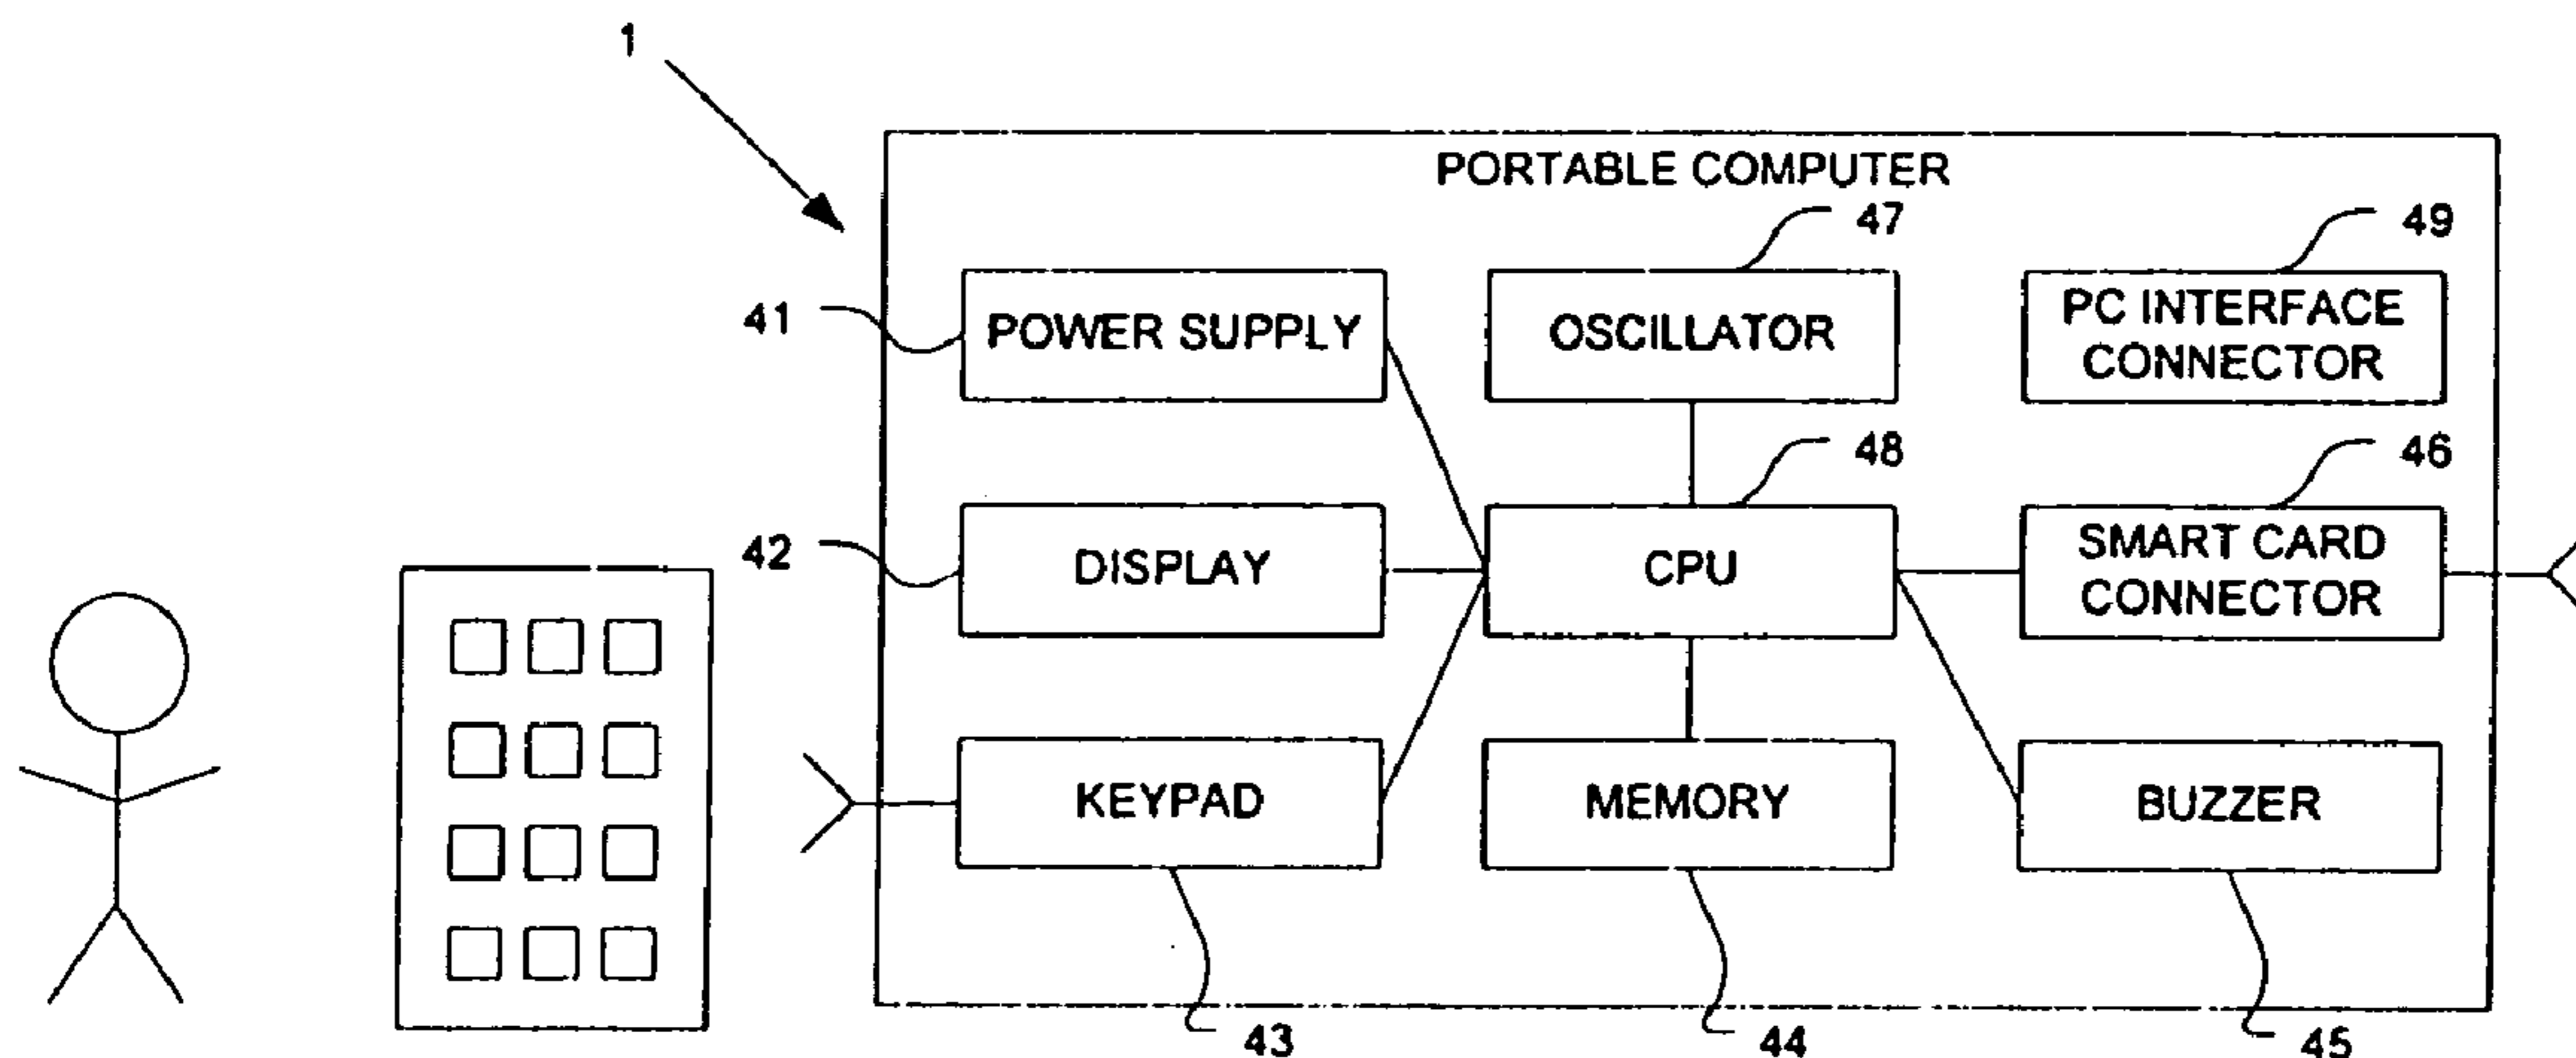 1
PORTABLE COMPUTER
47
49
41
POWER SUPPLY
OSCILLATOR
PC INTERFACE
CONNECTOR
48
46
42
DISPLAY
CPU
SMART CARD
CONNECTOR
KEYPAD
MEMORY
BUZZER
43
44
45